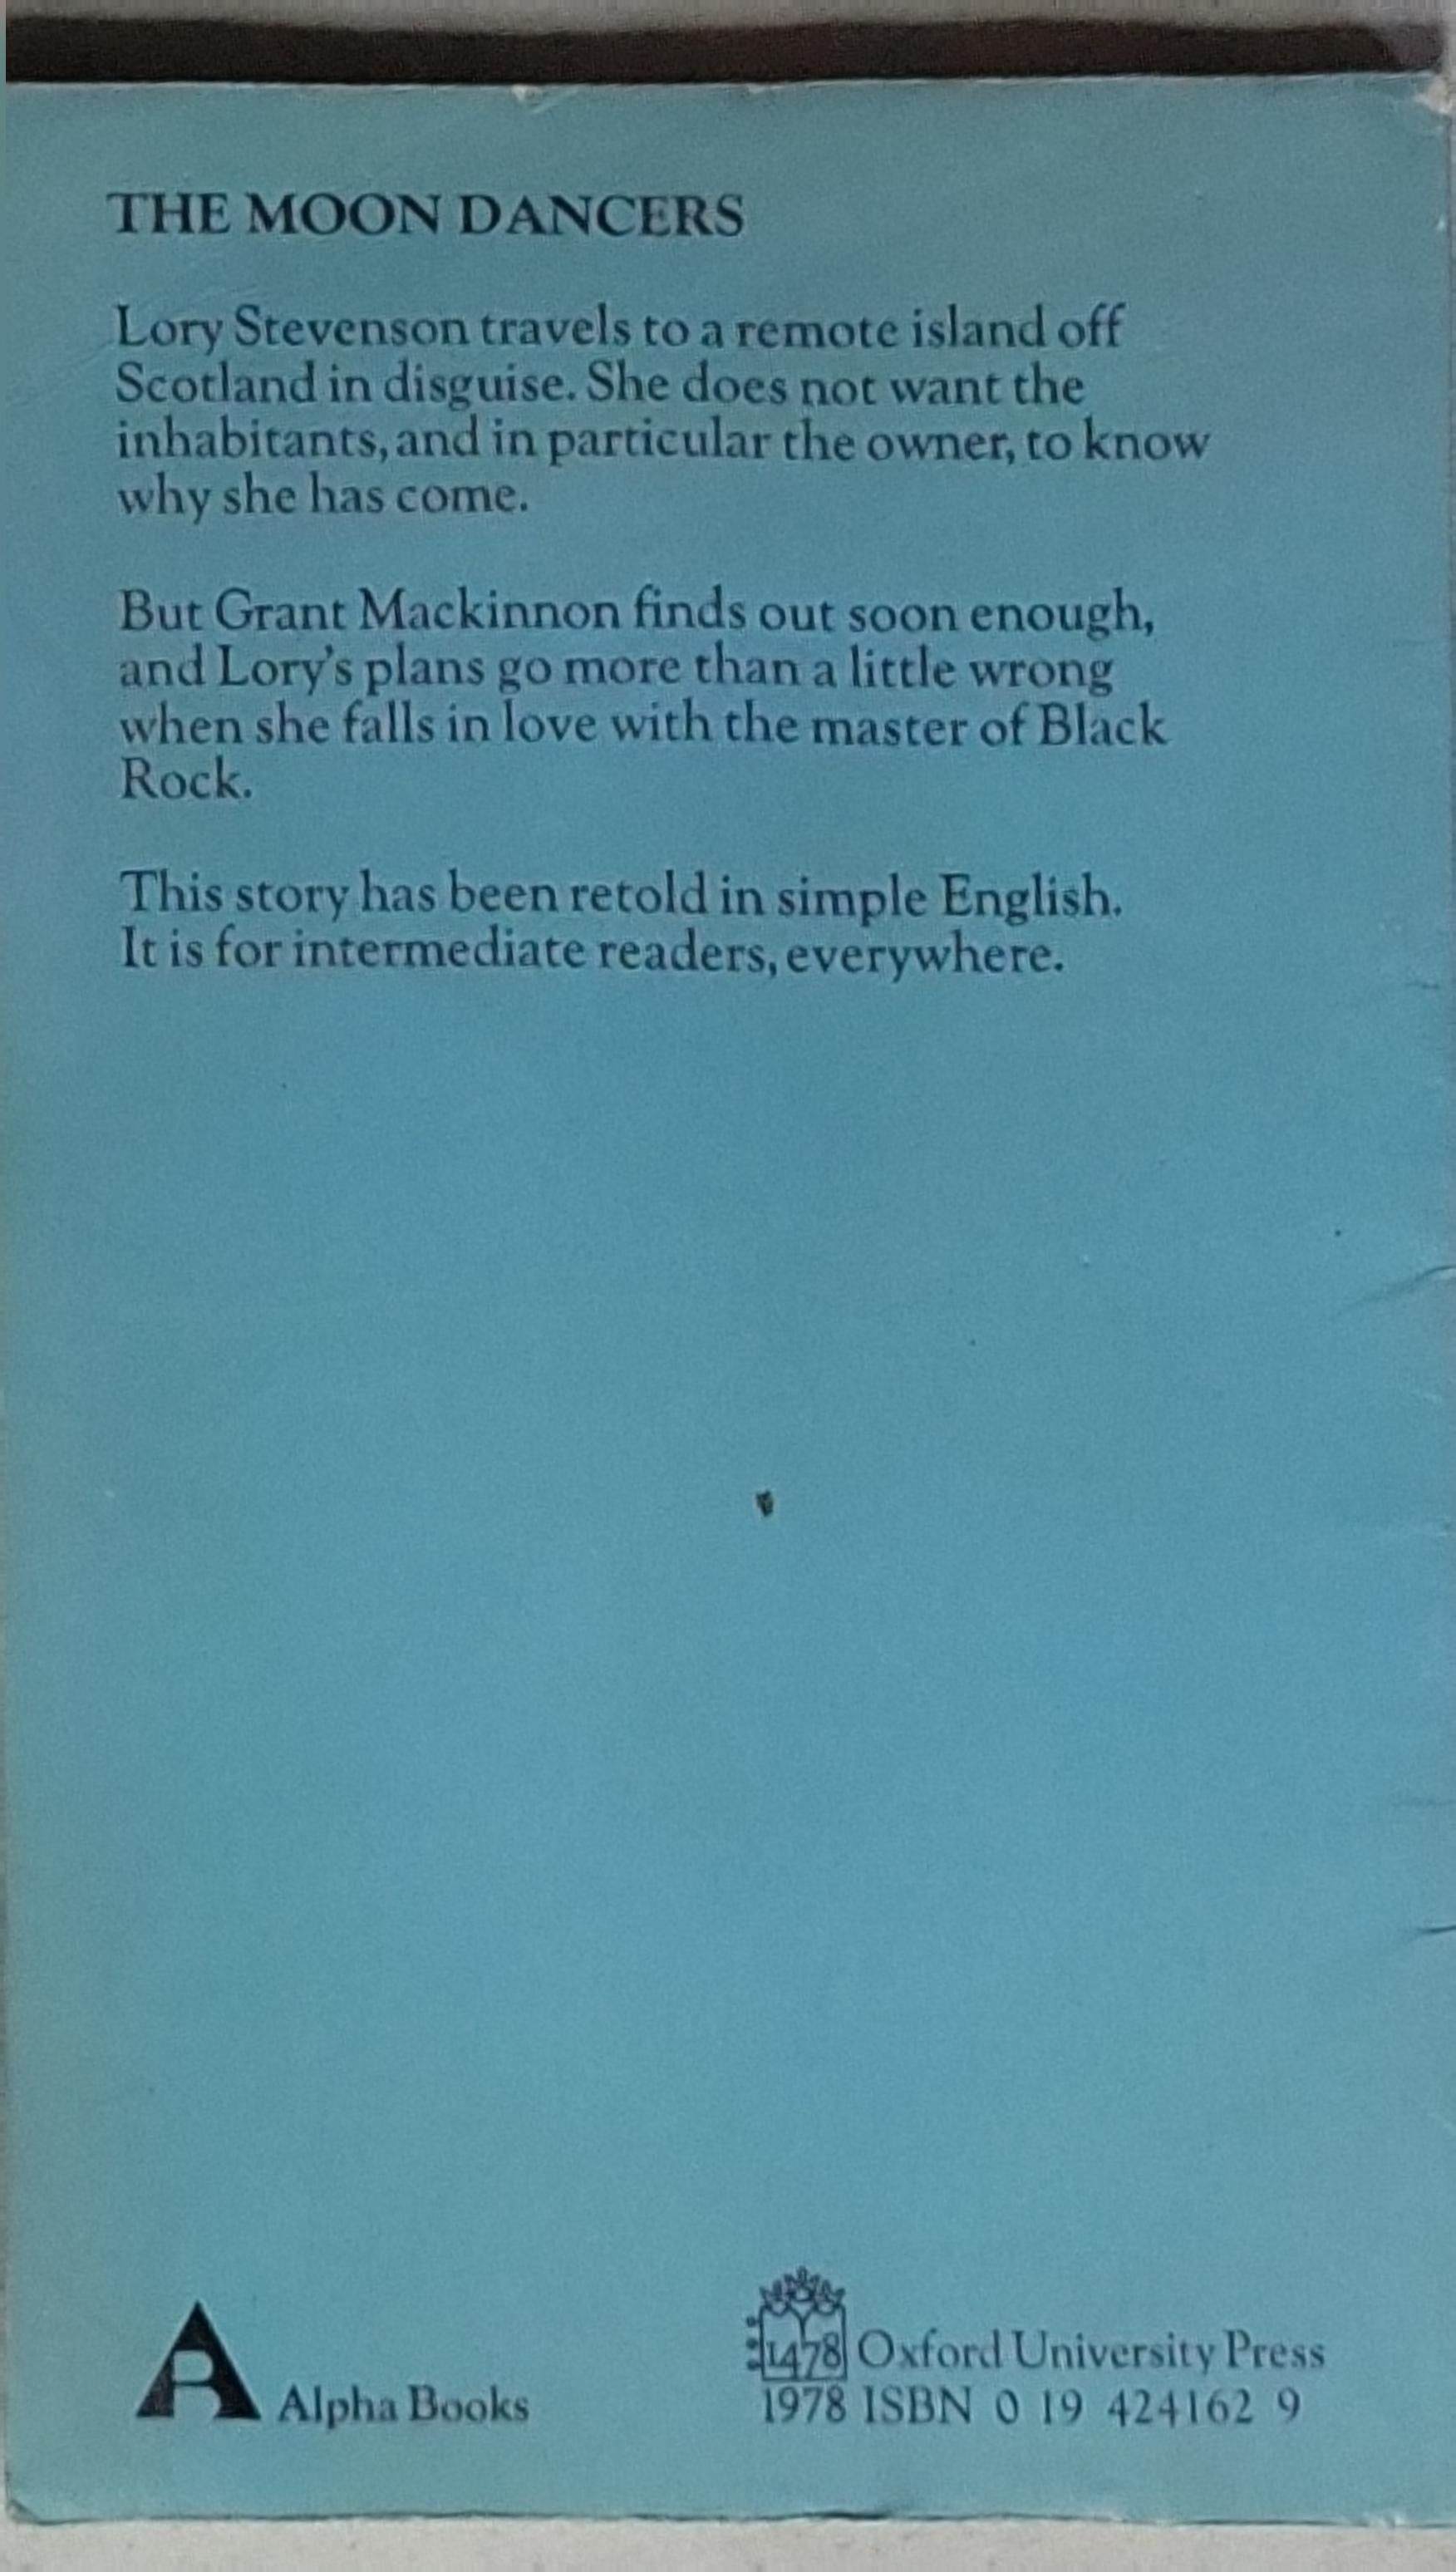 THE MOON DANCERS
Lory Stevenson travels to a remote island off
Scotland in disguise. She does not want the
inhabitants, and in particular the owner, to know
why she has come.
But Grant Mackinnon finds out soon enough,
and Lory's plans go more than a little wrong
when she falls in love with the master of Black
Rock.
This story has been retold in simple English.
It is for intermediate readers, everywhere.
A Alpha Books
1478 Oxford University Press
1978 ISBN 0 19 424162 9